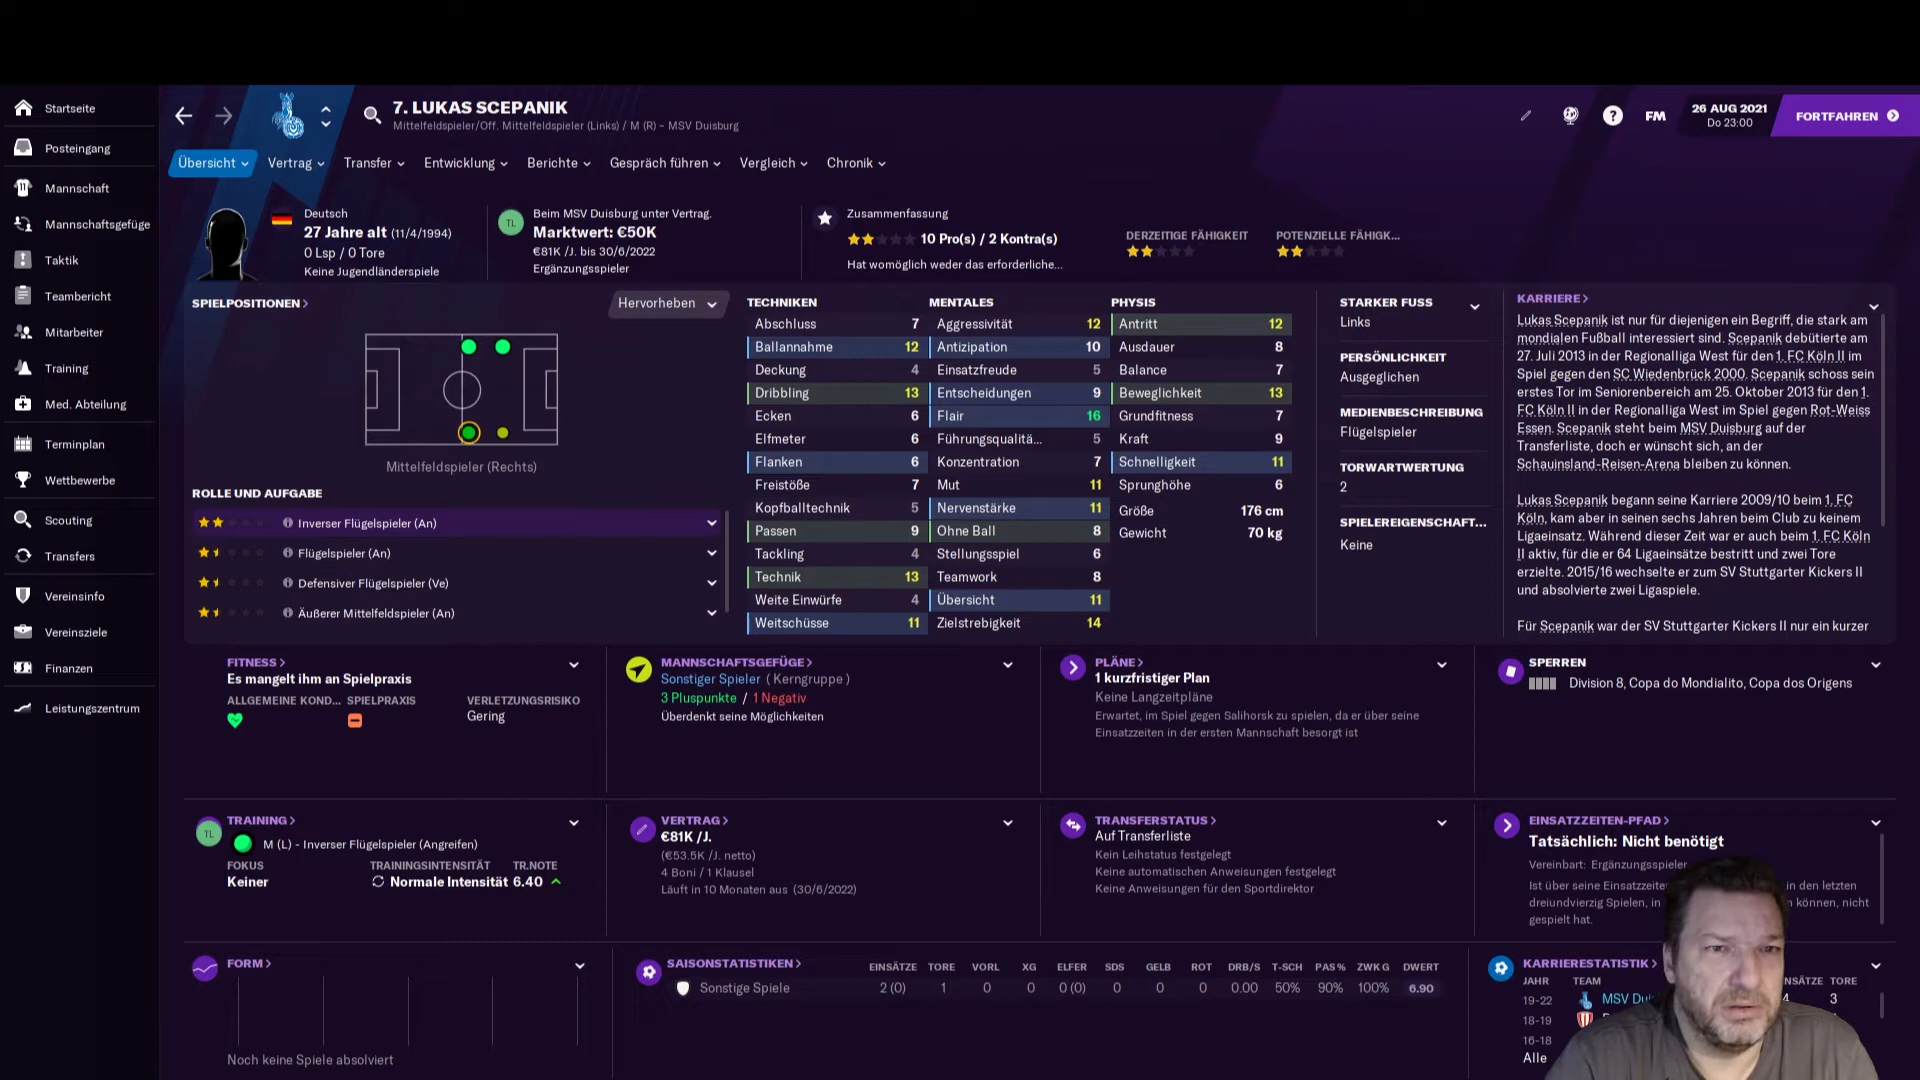 Startseite
Posteingang
Mannschaft
Mannschaftsgefüge
Taktik
Teambericht
Mitarbeiter
Training
Med. Abteilung
Terminplan
Wettbewerbe
Scouting
Transfers
Vereinsinfo
Vereinsziele
Finanzen
Leistungszentrum
7. LUKAS SCEPANIK
Mittelfeldspieler/Off. Mittelfeldspieler (Links) / M (R) – MSV Duisburg
FM
26 AUG 2021
Do 23:00
FORTFAHREN
Übersicht Vertrag Transfer Entwicklung Berichte Gespräch führen Vergleich Chronik
Deutsch
27 Jahre alt (11/4/1994)
0 Lsp / 0 Tore
Keine Jugendländerspiele
TL
Beim MSV Duisburg unter Vertrag.
Marktwert: €50K
€81K /J. bis 30/6/2022
Ergänzungsspieler
Zusammenfassung
10 Pro(s) / 2 Kontra(s)
Hat womöglich weder das erforderliche...
DERZEITIGE FÄHIGKEIT
POTENZIELLE FÄHIGK...
SPIELPOSITIONEN
Hervorheben
Mittelfeldspieler (Rechts)
ROLLE UND AUFGABE
Inverser Flügelspieler (An)
Flügelspieler (An)
Defensiver Flügelspieler (Ve)
Äußerer Mittelfeldspieler (An)
TECHNIKEN
Abschluss 7
Ballannahme 12
Deckung 4
Dribbling 13
Ecken 6
Elfmeter 6
Flanken 6
Freistöße 7
Kopfballtechnik 5
Passen 9
Tackling 4
Technik 13
Weite Einwürfe 4
Weitschüsse 11
MENTALES
Aggressivität 12
Antizipation 10
Einsatzfreude 5
Entscheidungen 9
Flair 16
Führungsqualitä... 5
Konzentration 7
Mut 11
Nervenstärke 11
Ohne Ball 8
Stellungsspiel 6
Teamwork 8
Übersicht 11
Zielstrebigkeit 14
PHYSIS
Antritt 12
Ausdauer 8
Balance 7
Beweglichkeit 13
Grundfitness 7
Kraft 9
Schnelligkeit 11
Sprunghöhe 6
Größe 176 cm
Gewicht 70 kg
STARKER FUSS
Links
PERSÖNLICHKEIT
Ausgeglichen
MEDIENBESCHREIBUNG
Flügelspieler
TORWARTWERTUNG
2
SPIELEREIGENSCHAFT...
Keine
KARRIERE
Lukas Scepanik ist nur für diejenigen ein Begriff, die stark am
mondialen Fußball interessiert sind. Scepanik debütierte am
27. Juli 2013 in der Regionalliga West für den 1. FC Köln II im
Spiel gegen den SC Wiedenbrück 2000. Scepanik schoss sein
erstes Tor im Seniorenbereich am 25. Oktober 2013 für den 1.
FC Köln II in der Regionalliga West im Spiel gegen Rot-Weiss
Essen. Scepanik steht beim MSV Duisburg auf der
Transferliste, doch er wünscht sich, an der
Schauinsland-Reisen-Arena bleiben zu können.
Lukas Scepanik begann seine Karriere 2009/10 beim 1. FC
Köln, kam aber in seinen sechs Jahren beim Club zu keinem
Ligaeinsatz. Während dieser Zeit war er auch beim 1. FC Köln
II aktiv, für die er 64 Ligaeinsätze bestritt und zwei Tore
erzielte. 2015/16 wechselte er zum SV Stuttgarter Kickers II
und absolvierte zwei Ligaspiele.
Für Scepanik war der SV Stuttgarter Kickers II nur ein kurzer
FITNESS
Es mangelt ihm an Spielpraxis
ALLGEMEINE KOND... SPIELPRAXIS VERLETZUNGSRISIKO
Gering
MANNSCHAFTSGEFÜGE
Sonstiger Spieler ( Kerngruppe )
3 Pluspunkte / 1 Negativ
Überdenkt seine Möglichkeiten
PLÄNE
1 kurzfristiger Plan
Keine Langzeitpläne
Erwartet, im Spiel gegen Salihorsk zu spielen, da er über seine
Einsatzzeiten in der ersten Mannschaft besorgt ist
SPERREN
Division 8, Copa do Mondialito, Copa dos Origens
TRAINING
TL
M (L) - Inverser Flügelspieler (Angreifen)
FOKUS TRAININGSINTENSITÄT TR.NOTE
Keiner Normale Intensität 6.40
VERTRAG
€81K /J.
(€53.5K /J. netto)
4 Boni / 1 Klausel
Läuft in 10 Monaten aus (30/6/2022)
TRANSFERSTATUS
Auf Transferliste
Kein Leihstatus festgelegt
Keine automatischen Anweisungen festgelegt
Keine Anweisungen für den Sportdirektor
EINSATZZEITEN-PFAD
Tatsächlich: Nicht benötigt
Vereinbart: Ergänzungsspieler
Ist über seine in den letzten
dreiundvierzig Spielen, in können, nicht
gespielt hat.
FORM
Noch keine Spiele absolviert
SAISONSTATISTIKEN EINSÄTZE TORE VORL XG ELFER SDS GELB ROT DRB/S T-SCH PAS % ZWK G DWERT
Sonstige Spiele 2 (0) 1 0 0 0 (0) 0 0 0 0.00 50% 90% 100% 6.90
KARRIERESTATISTIK
JAHR TEAM TORE
19-22 MSV 3
18-19
16-18
Alle